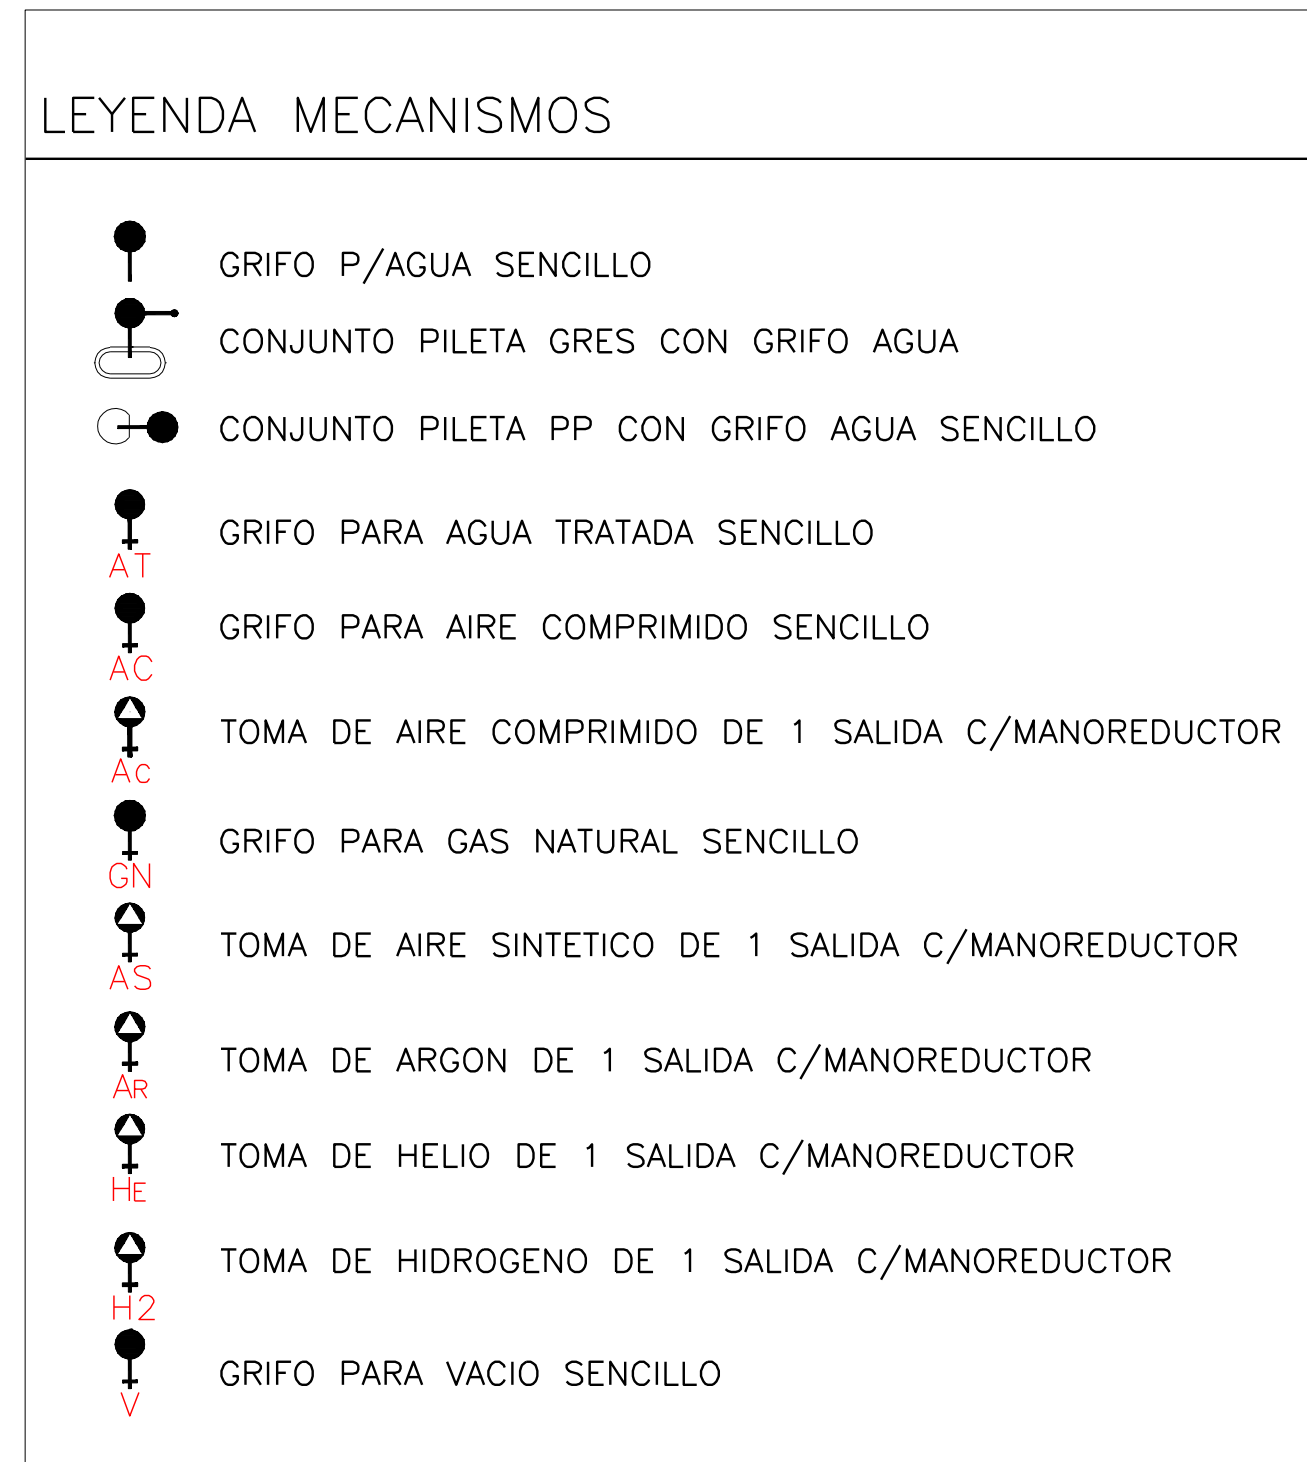 LEYENDA MECANISMOS
GRIFO P/AGUA SENCILLO
CONJUNTO PILETA GRES CON GRIFO AGUA
CONJUNTO PILETA PP CON GRIFO AGUA SENCILLO
GRIFO PARA AGUA TRATADA SENCILLO
AT
GRIFO PARA AIRE COMPRIMIDO SENCILLO
AC
TOMA DE AIRE COMPRIMIDO DE 1 SALIDA C/MANOREDUCTOR
Ac
GRIFO PARA GAS NATURAL SENCILLO
GN
TOMA DE AIRE SINTETICO DE 1 SALIDA C/MANOREDUCTOR
AS
TOMA DE ARGON DE 1 SALIDA C/MANOREDUCTOR
AR
TOMA DE HELIO DE 1 SALIDA C/MANOREDUCTOR
HE
TOMA DE HIDROGENO DE 1 SALIDA C/MANOREDUCTOR
H2
GRIFO PARA VACIO SENCILLO
V